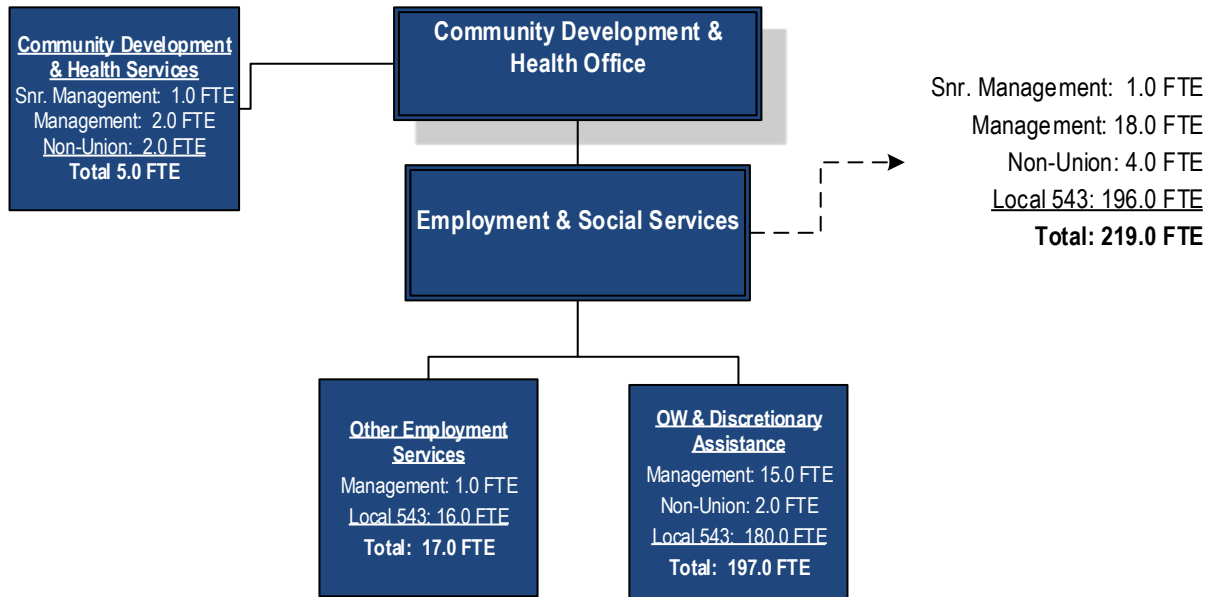 Community Development
& Health Services
Snr. Management: 1.0 FTE
Management: 2.0 FTE
Non-Union: 2.0 FTE
Total 5.0 FTE
Community Development &
Health Office
Employment & Social Services
Snr. Management: 1.0 FTE
Management: 18.0 FTE
Non-Union: 4.0 FTE
Local 543: 196.0 FTE
Total: 219.0 FTE
Other Employment
Services
Management: 1.0 FTE
Local 543: 16.0 FTE
Total: 17.0 FTE
OW & Discretionary
Assistance
Management: 15.0 FTE
Non-Union: 2.0 FTE
Local 543: 180.0 FTE
Total: 197.0 FTE